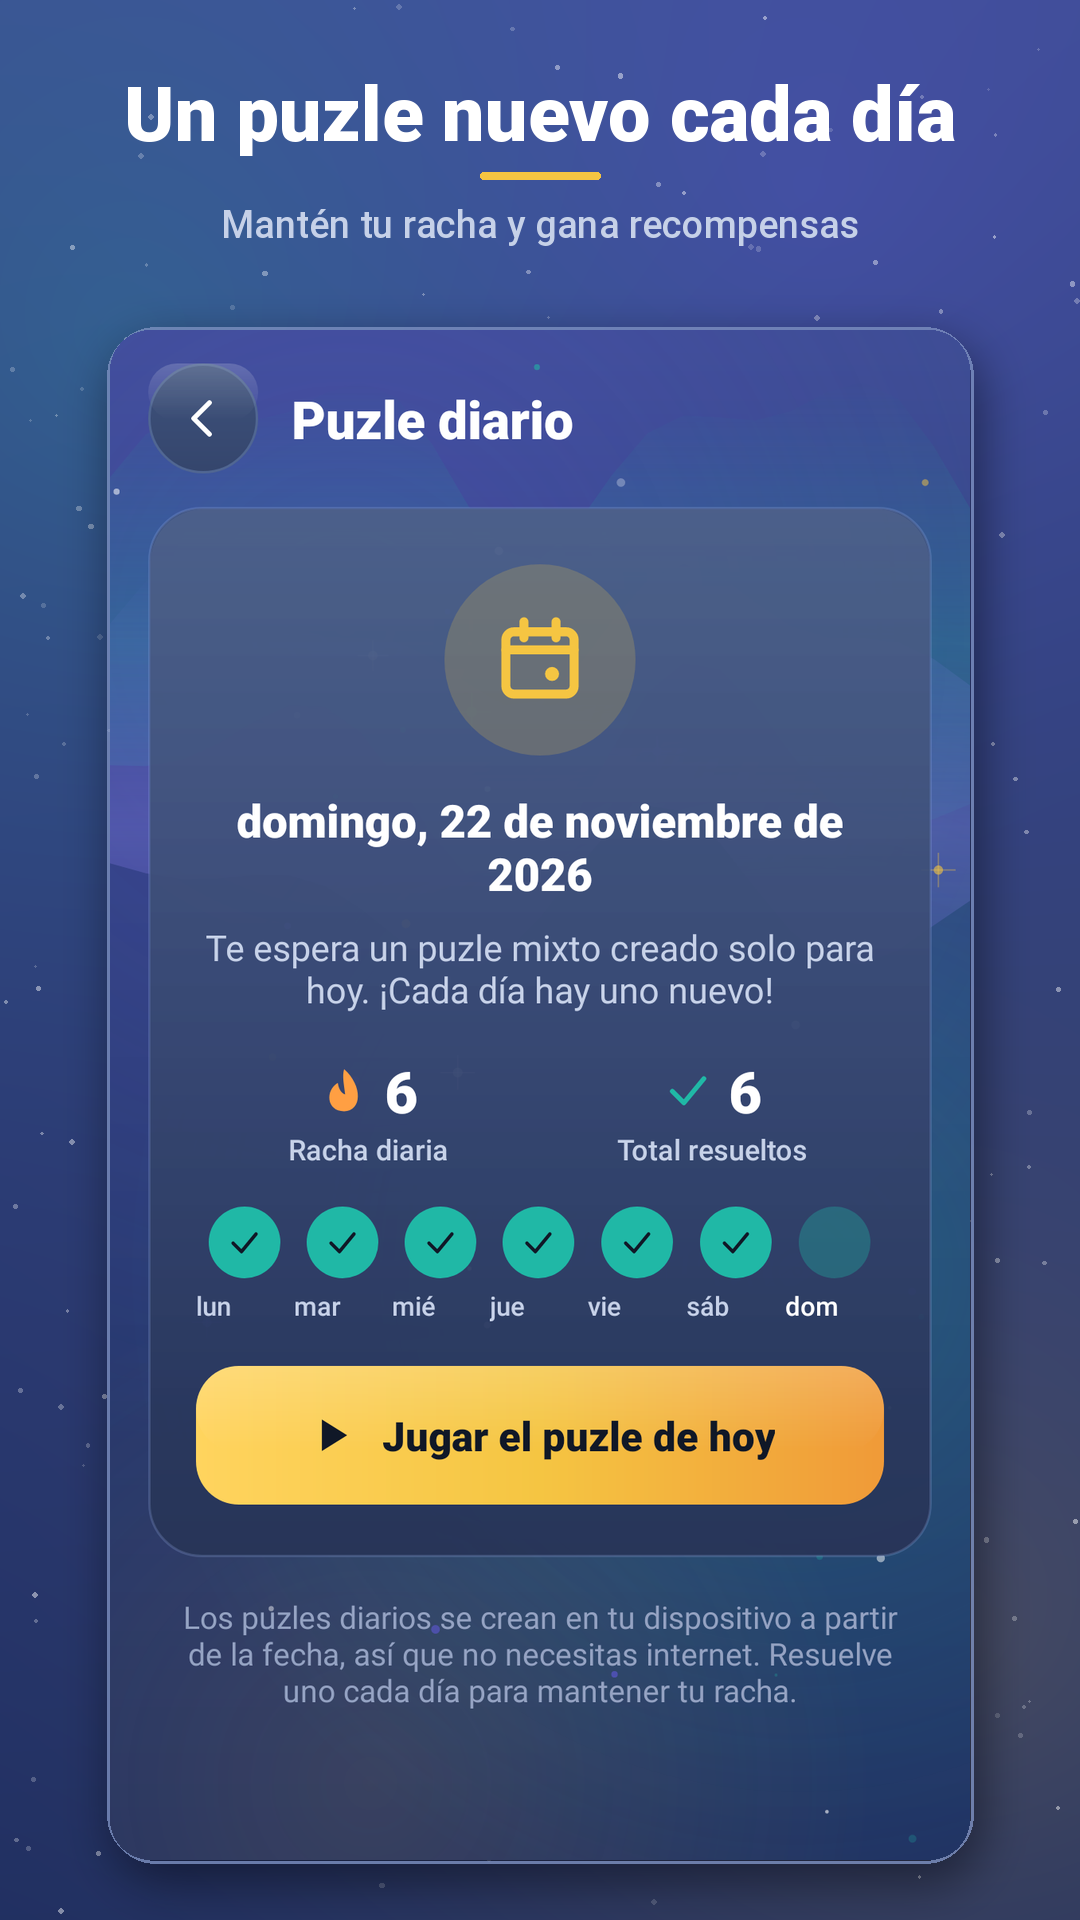 Un puzle nuevo cada día
Mantén tu racha y gana recompensas
Puzle diario
domingo, 22 de noviembre de
2026
Te espera un puzle mixto creado solo para
hoy. ¡Cada día hay uno nuevo!
6
Racha diaria
6
Total resueltos
lun mar mié jue vie sáb dom
Jugar el puzle de hoy
Los puzles diarios se crean en tu dispositivo a partir
de la fecha, así que no necesitas internet. Resuelve
uno cada día para mantener tu racha.